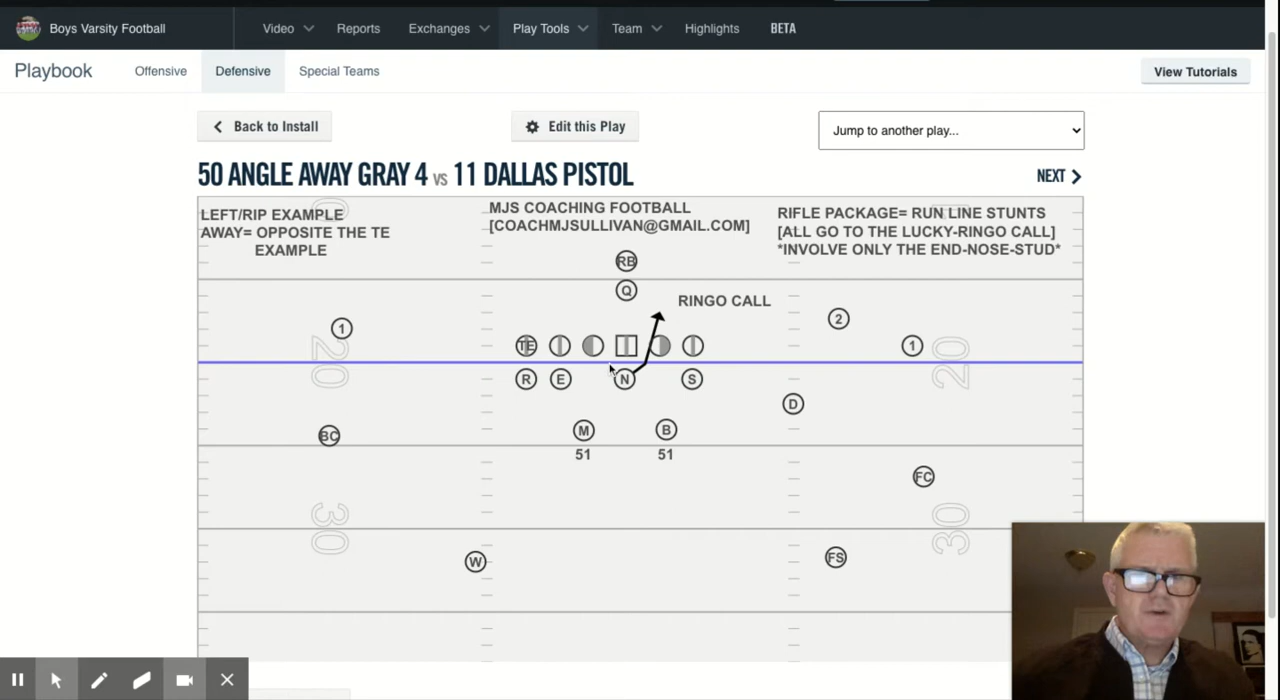 Boys Varsity Football
Video
Reports
Exchanges
Play Tools
Team
Highlights
BETA
Playbook
Offensive
Defensive
Special Teams
View Tutorials
Back to Install
Edit this Play
Jump to another play...
50 ANGLE AWAY GRAY 4 vs 11 DALLAS PISTOL
NEXT
LEFT/RIP EXAMPLE
AWAY= OPPOSITE THE TE
EXAMPLE
MJS COACHING FOOTBALL
[COACHMJSULLIVAN@GMAIL.COM]
RIFLE PACKAGE= RUN LINE STUNTS
[ALL GO TO THE LUCKY-RINGO CALL]
*INVOLVE ONLY THE END-NOSE-STUD*
RB
Q
RINGO CALL
1
2
TE
1
20
20
R
E
N
S
D
BC
M
B
51
51
FC
30
30
W
FS